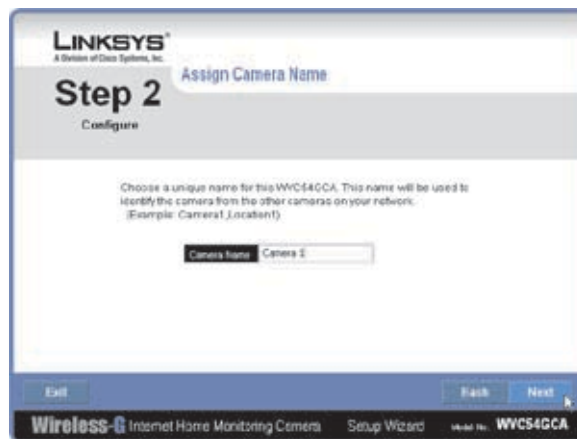 LINKSYS®
A Division of Cisco Systems, Inc.
Assign Camera Name
Step 2
Configure
Choose a unique name for this WVC54GCA. This name will be used to
identify the camera from the other cameras on your network.
(Example: Camera1,Location1)
Camera Name Camera
Exit Back Next
Wireless-G Internet Home Monitoring Camera Setup Wizard Model No. WVC54GCA